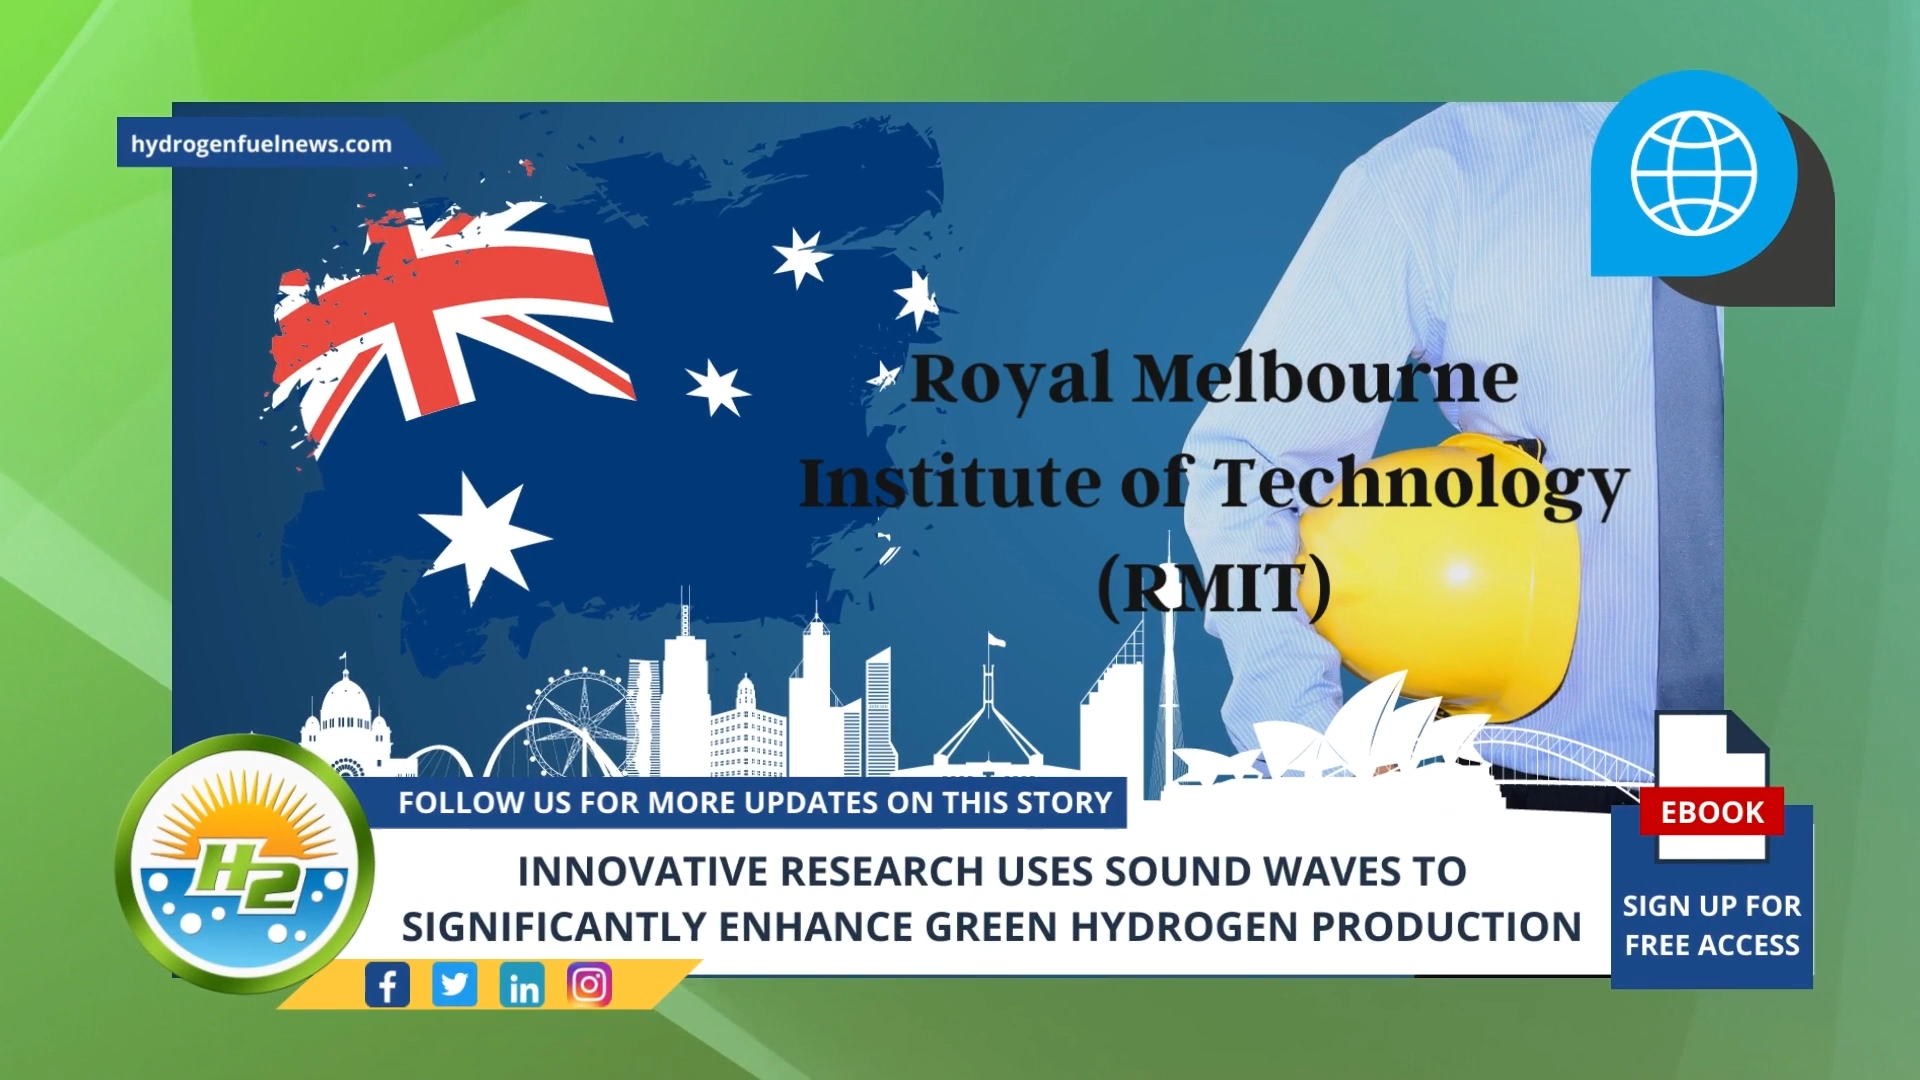 hydrogenfuelnews.com
Royal Melbourne
Institute of Technology
(RMIT)
FOLLOW US FOR MORE UPDATES ON THIS STORY
INNOVATIVE RESEARCH USES SOUND WAVES TO
SIGNIFICANTLY ENHANCE GREEN HYDROGEN PRODUCTION
H2
f
in
EBOOK
SIGN UP FOR
FREE ACCESS